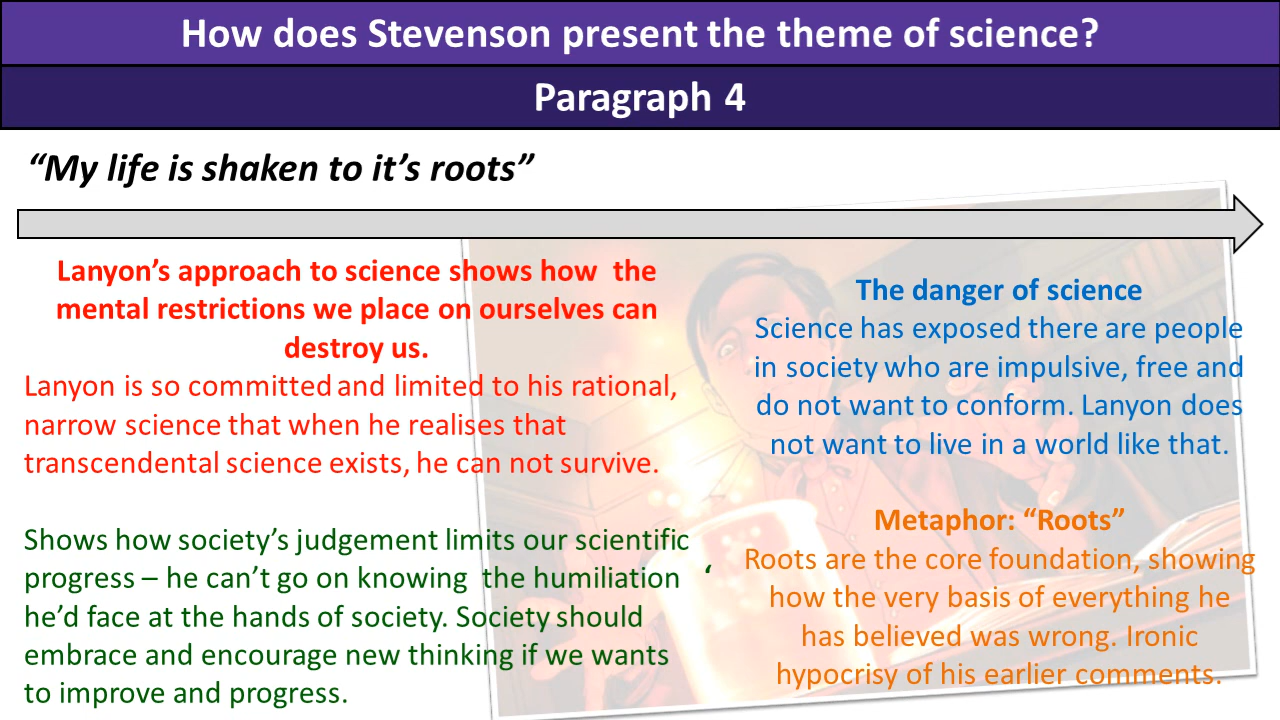 How does Stevenson present the theme of science?
Paragraph 4
“My life is shaken to it’s roots”
Lanyon’s approach to science shows how the
mental restrictions we place on ourselves can
destroy us.
Lanyon is so committed and limited to his rational,
narrow science that when he realises that
transcendental science exists, he can not survive.
Shows how society’s judgement limits our scientific
progress – he can’t go on knowing the humiliation
he’d face at the hands of society. Society should
embrace and encourage new thinking if we wants
to improve and progress.
‘
The danger of science
Science has exposed there are people
in society who are impulsive, free and
do not want to conform. Lanyon does
not want to live in a world like that.
Metaphor: “Roots”
Roots are the core foundation, showing
how the very basis of everything he
has believed was wrong. Ironic
hypocrisy of his earlier comments.